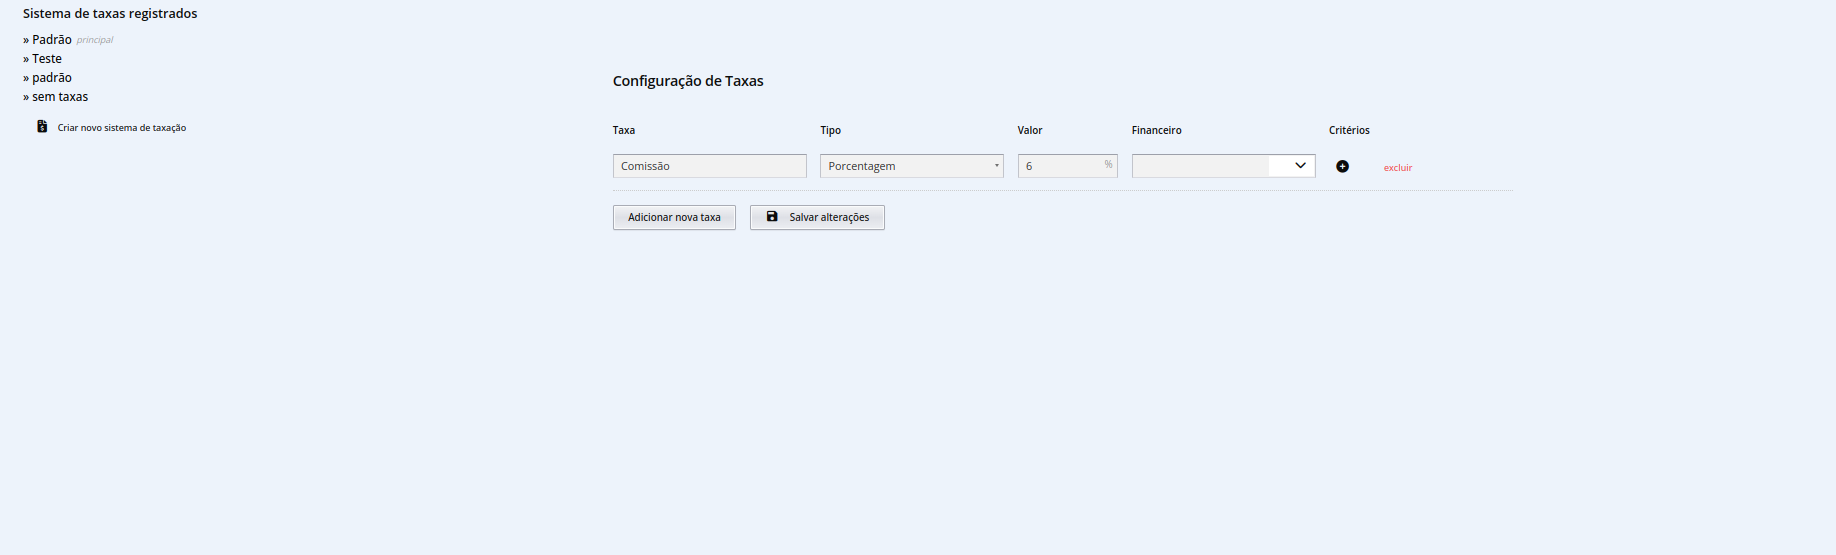 Sistema de taxas registrados
» Padrão principal
» Teste
» padrão
» sem taxas
Criar novo sistema de taxação
Configuração de Taxas
Taxa Tipo Valor Financeiro Critérios
Comissão Porcentagem 6 % excluir
Adicionar nova taxa Salvar alterações